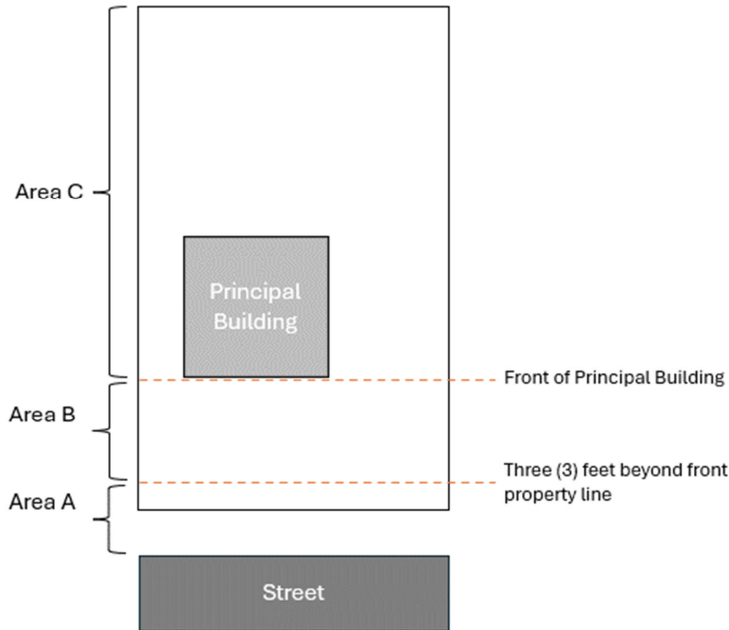 Area C
Principal
Building
Front of Principal Building
Area B
Three (3) feet beyond front
property line
Area A
Street